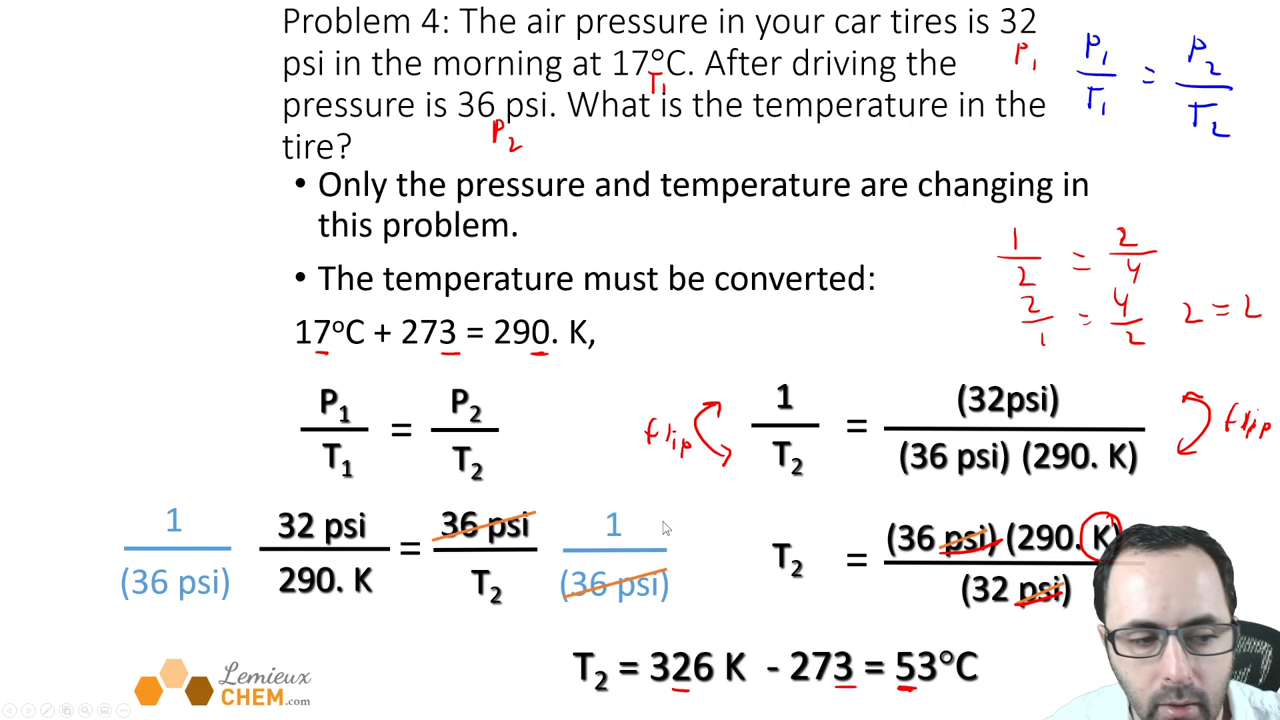 Problem 4: The air pressure in your car tires is 32
psi in the morning at 17°C. After driving the
pressure is 36 psi. What is the temperature in the
tire?
P₁
T₁
P₂
P₁/T₁ = P₂/T₂
• Only the pressure and temperature are changing in
this problem.
• The temperature must be converted:
17°C + 273 = 290. K,
1/2 = 2/4
2/1 = 4/2 2 = 2
P₁/T₁ = P₂/T₂
1/(36 psi) 32 psi/290. K = 36 psi/T₂ 1/(36 psi)
flip 1/T₂ = (32psi)/(36 psi) (290. K) flip
T₂ = (36 psi) (290. K)/(32 psi)
T₂ = 326 K - 273 = 53°C
Lemieux
CHEM.com